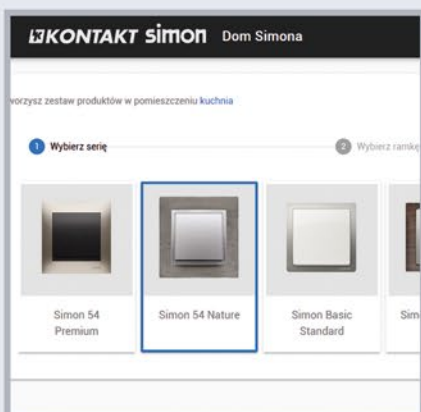 KONTAKT simon Dom Simona
worzysz zestaw produktów w pomieszczeniu kuchnia
1 Wybierz serię
2 Wybierz ramkę
Simon 54 Premium
Simon 54 Nature
Simon Basic Standard
Sim